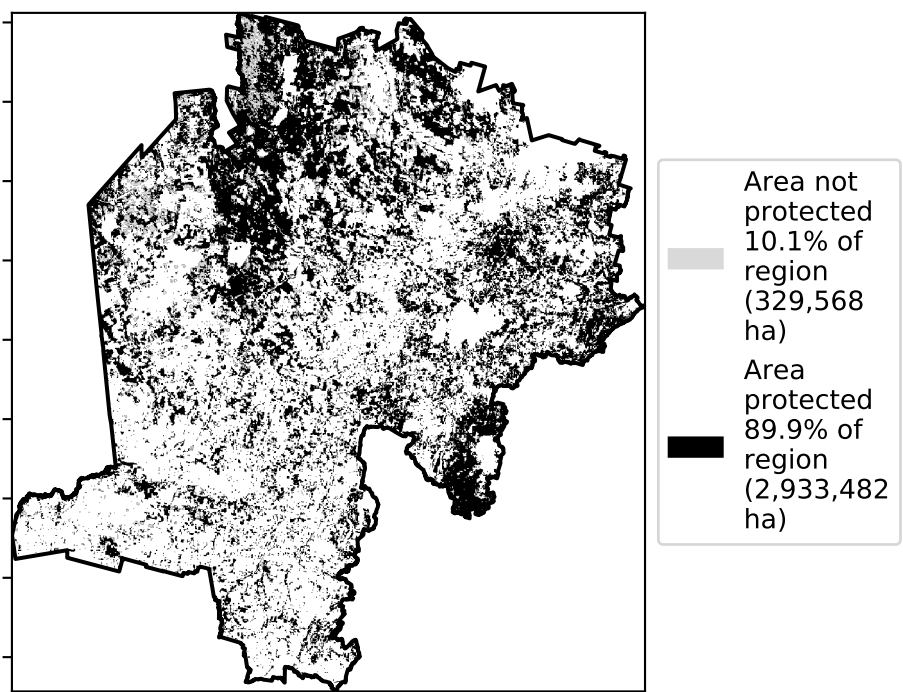 Area not
protected
10.1% of
region
(329,568
ha)
Area
protected
89.9% of
region
(2,933,482
ha)